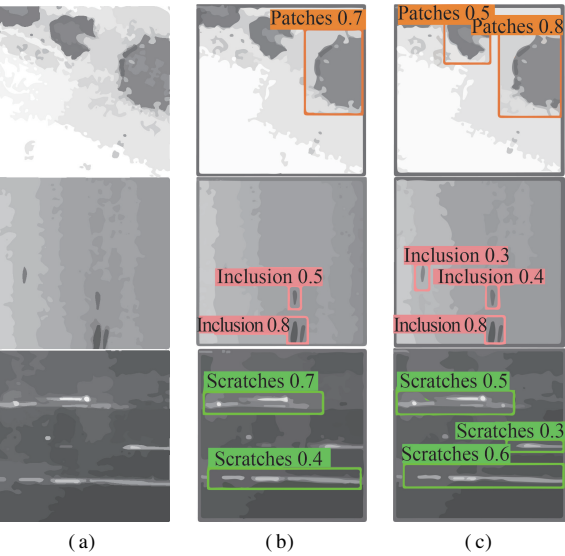 Patches 0.7
Patches 0.5
Patches 0.8
Inclusion 0.5
Inclusion 0.8
Inclusion 0.3
Inclusion 0.4
Inclusion 0.8
Scratches 0.7
Scratches 0.4
Scratches 0.5
Scratches 0.3
Scratches 0.6
(a)
(b)
(c)